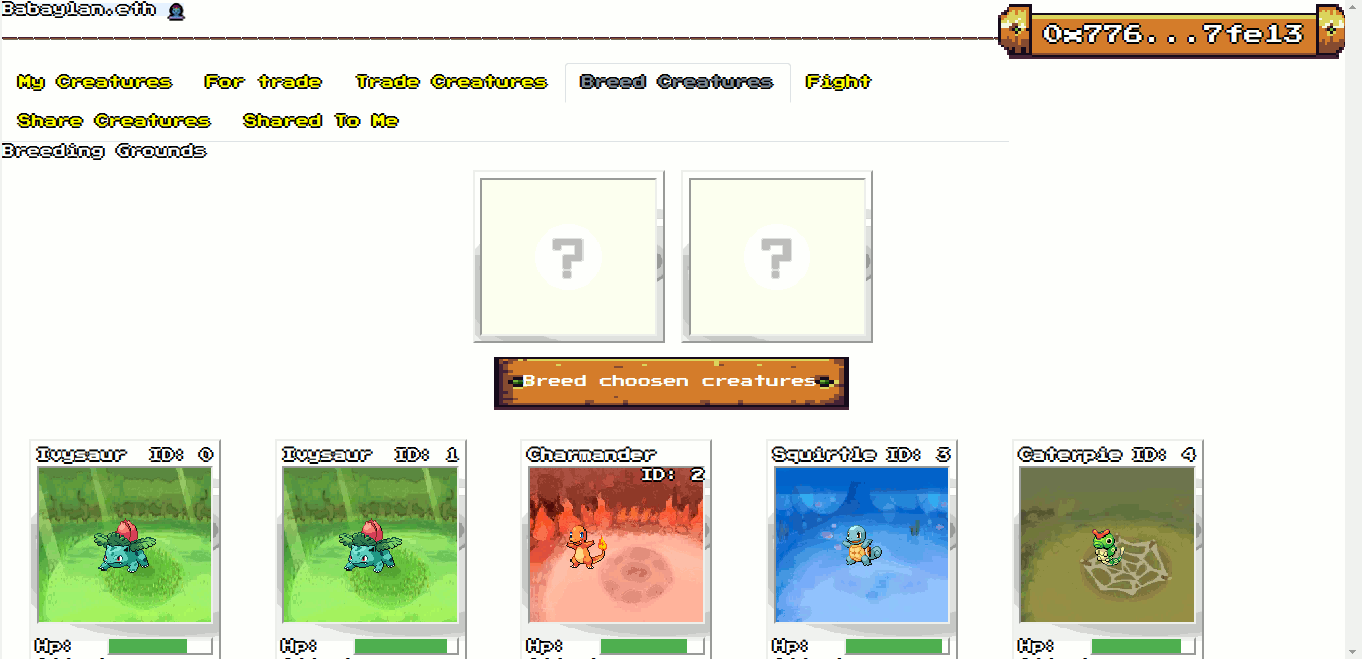 Babaylan.eth
0x776...7fe13
My Creatures For trade Trade Creatures Breed Creatures Fight
Share Creatures Shared To Me
Breeding Grounds
? ?
Breed choosen creatures
Ivysaur ID: 0 Ivysaur ID: 1 Charmander ID: 2 Squirtle ID: 3 Caterpie ID: 4
Hp: Hp: Hp: Hp: Hp: